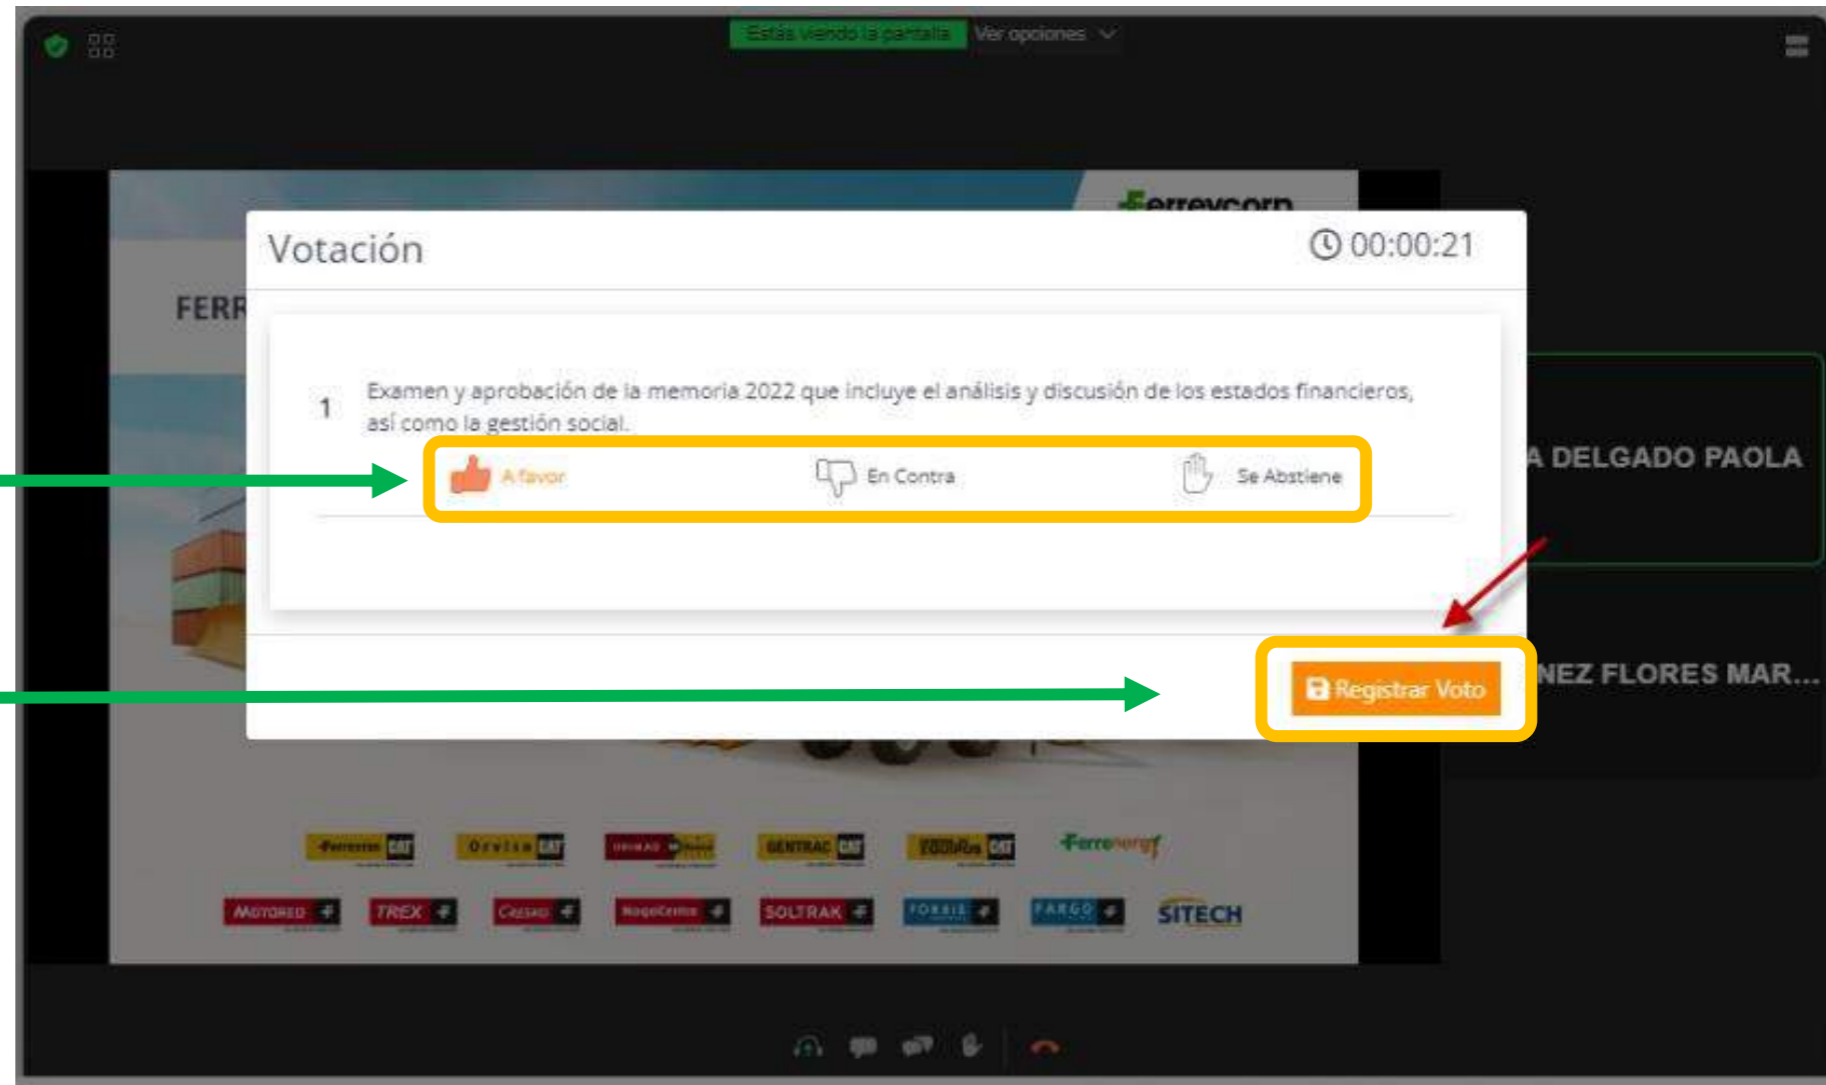 Estás viendo la pantalla Ver opciones
Ferreycorp
Votación 00:00:21
FERR
1 Examen y aprobación de la memoria 2022 que incluye el análisis y discusión de los estados financieros,
así como la gestión social.
A favor En Contra Se Abstiene
A DELGADO PAOLA
Registrar Voto
NEZ FLORES MAR...
Ferreyros CAT Orvisa CAT UNIMAQ GENTRAC CAT CAT Ferrenergy
MOTORED TREX CRESKO SOLTRAK FORBIS FARGO SITECH